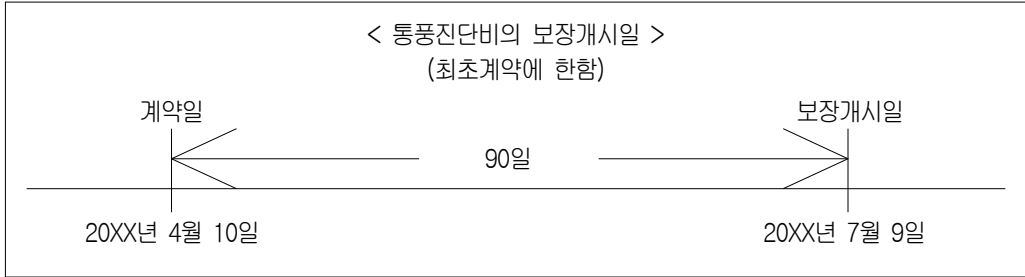 < 통풍진단비의 보장개시일 >
(최초계약에 한함)
계약일 보장개시일
90일
20XX년 4월 10일 20XX년 7월 9일